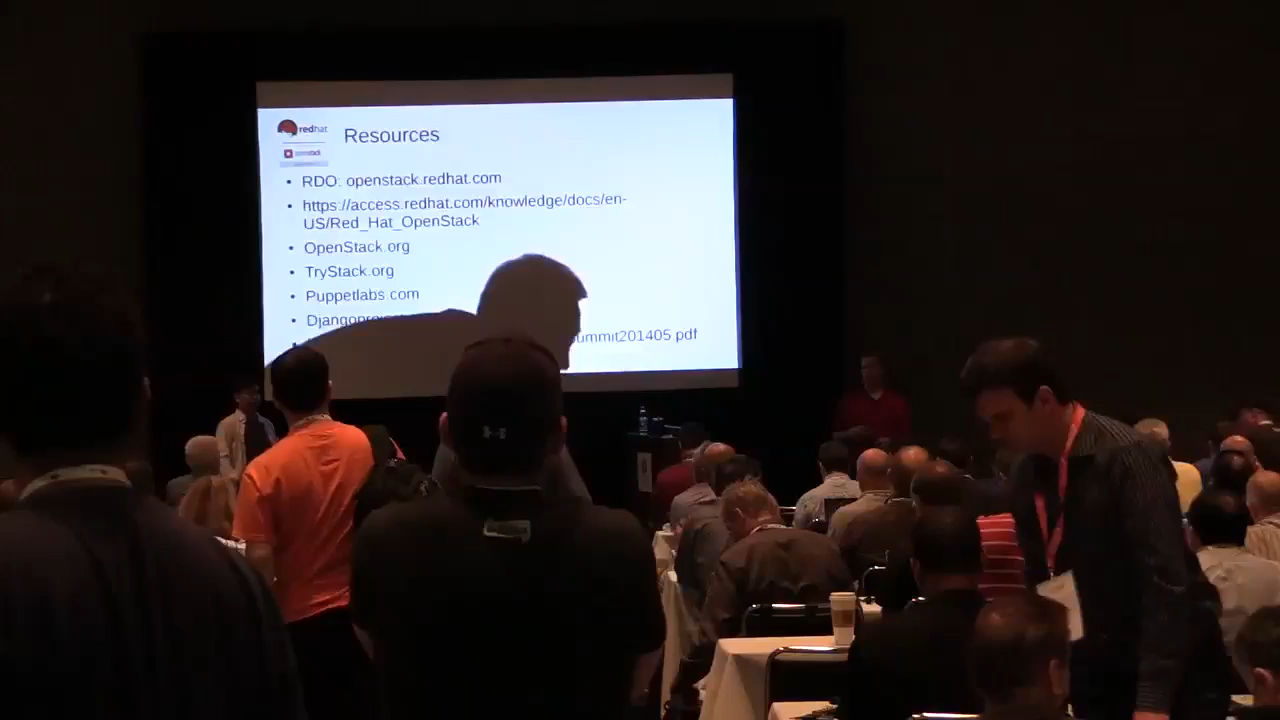 redhat
Resources
RDO: openstack.redhat.com
https://access.redhat.com/knowledge/docs/en-
US/Red_Hat_OpenStack
OpenStack.org
TryStack.org
Puppetlabs.com
ummit201405 pdf